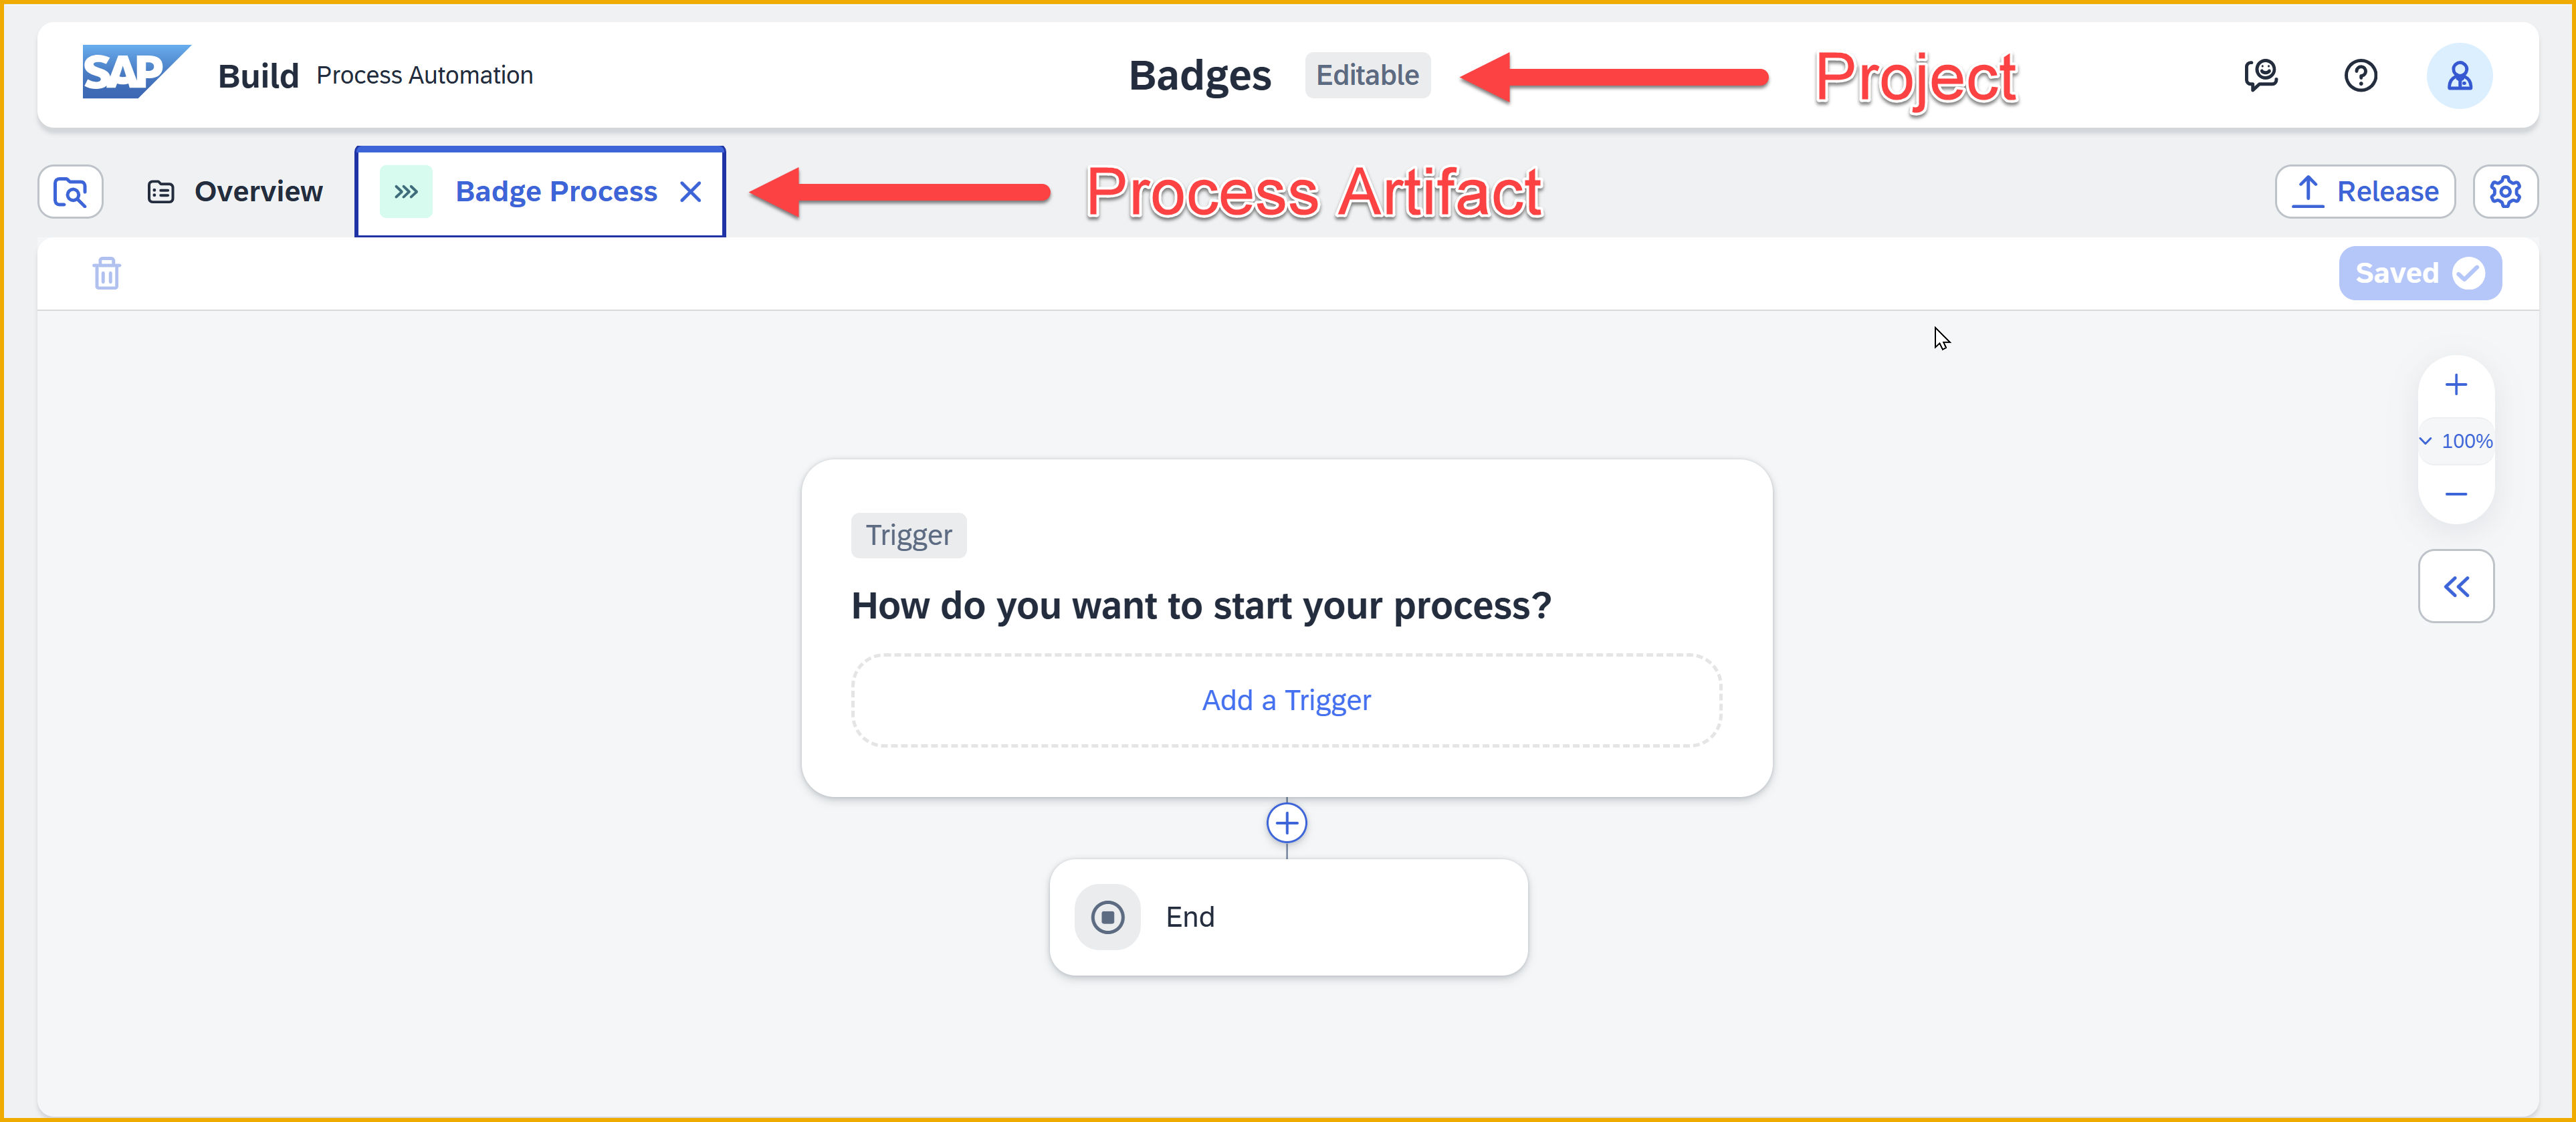 SAP Build Process Automation Badges Editable Project
Overview Badge Process Process Artifact Release
Saved
100%
Trigger
How do you want to start your process?
Add a Trigger
End